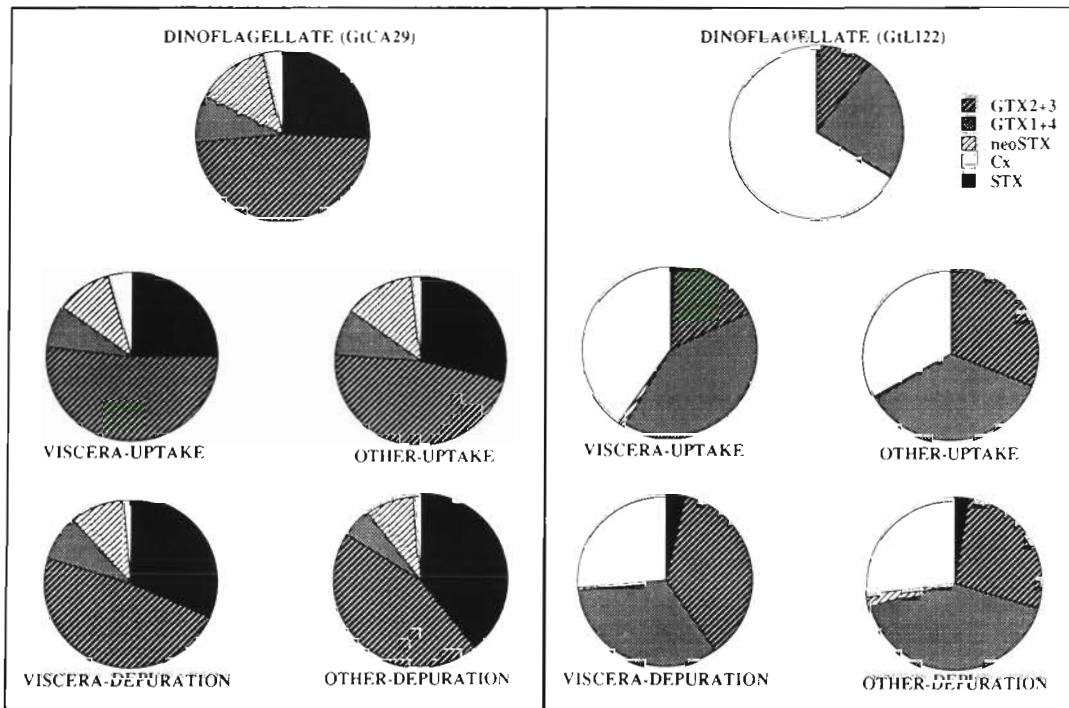 DINOFLAGELLATE (GtCA29)
VISCERA-UPTAKE
OTHER-UPTAKE
VISCERA-DEPURATION
OTHER-DEPURATION
DINOFLAGELLATE (GtL122)
GTX2+3
GTX1+4
neoSTX
Cx
STX
VISCERA-UPTAKE
OTHER-UPTAKE
VISCERA-DEPURATION
OTHER-DEPURATION